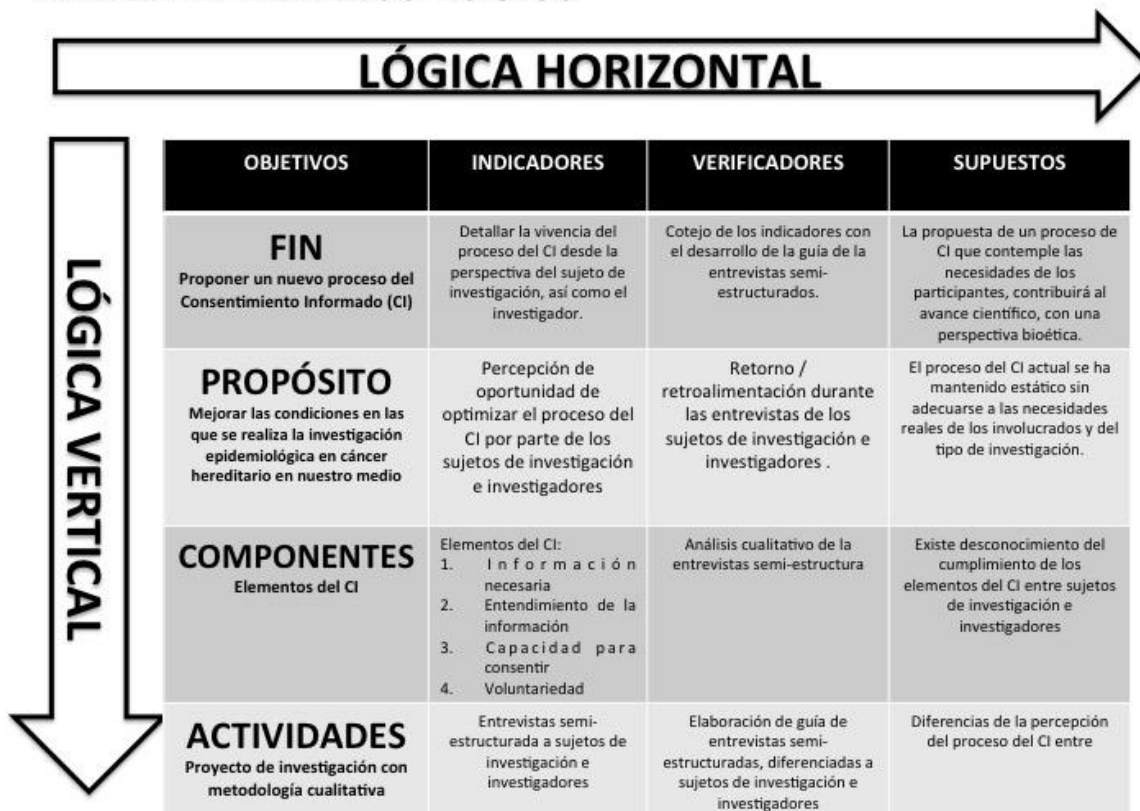 LÓGICA HORIZONTAL
LÓGICA VERTICAL
OBJETIVOS
INDICADORES
VERIFICADORES
SUPUESTOS
FIN
Proponer un nuevo proceso del
Consentimiento Informado (CI)
Detallar la vivencia del
proceso del CI desde la
perspectiva del sujeto de
investigación, así como el
investigador.
Cotejo de los indicadores con
el desarrollo de la guía de la
entrevistas semi-
estructurados.
La propuesta de un proceso de
CI que contemple las
necesidades de los
participantes, contribuirá al
avance científico, con una
perspectiva bioética.
PROPÓSITO
Mejorar las condiciones en las
que se realiza la investigación
epidemiológica en cáncer
hereditario en nuestro medio
Percepción de
oportunidad de
optimizar el proceso del
CI por parte de los
sujetos de investigación
e investigadores
Retorno /
retroalimentación durante
las entrevistas de los
sujetos de investigación e
investigadores .
El proceso del CI actual se ha
mantenido estático sin
adecuarse a las necesidades
reales de los involucrados y del
tipo de investigación.
COMPONENTES
Elementos del CI
Elementos del CI:
1. Información
necesaria
2. Entendimiento de la
información
3. Capacidad para
consentir
4. Voluntariedad
Análisis cualitativo de la
entrevistas semi-estructura
Existe desconocimiento del
cumplimiento de los
elementos del CI entre sujetos
de investigación e
investigadores
ACTIVIDADES
Proyecto de investigación con
metodología cualitativa
Entrevistas semi-
estructurada a sujetos de
investigación e
investigadores
Elaboración de guía de
entrevistas semi-
estructuradas, diferenciadas a
sujetos de investigación e
investigadores
Diferencias de la percepción
del proceso del CI entre